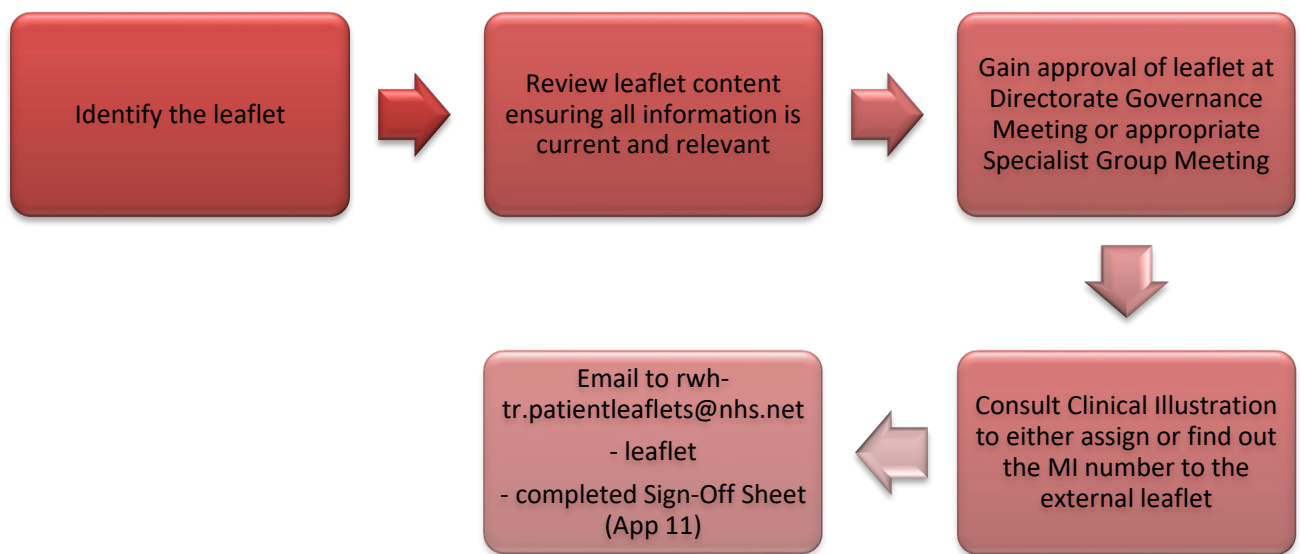 Identify the leaflet
Review leaflet content
ensuring all information is
current and relevant
Gain approval of leaflet at
Directorate Governance
Meeting or appropriate
Specialist Group Meeting
Consult Clinical Illustration
to either assign or find out
the MI number to the
external leaflet
Email to rwh-
tr.patientleaflets@nhs.net
- leaflet
- completed Sign-Off Sheet
(App 11)